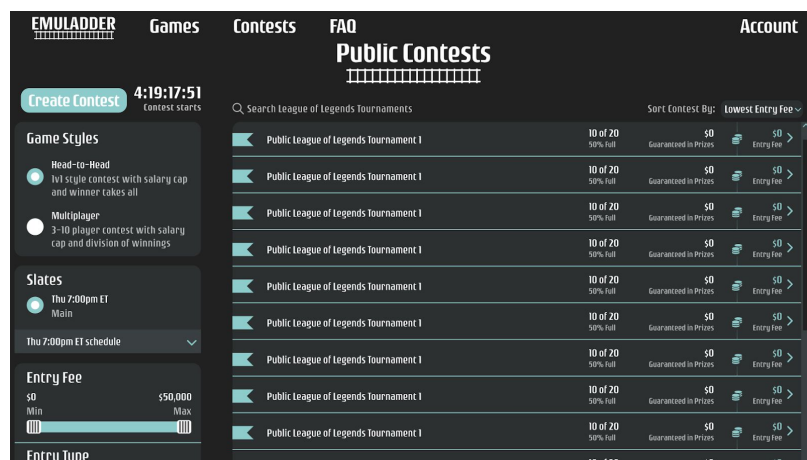 EMULADDER Games Contests FAQ Account
Public Contests
Create Contest
4:19:17:51
Contest starts
Search League of Legends Tournaments
Sort Contest By: Lowest Entry Fee
Game Styles
Head-to-Head
1v1 style contest with salary cap
and winner takes all
Multiplayer
3-10 player contest with salary
cap and division of winnings
Slates
Thu 7:00pm ET
Main
Thu 7:00pm ET schedule
Entry Fee
$0 $50,000
Min Max
Entry Type
Public League of Legends Tournament 1 10 of 20 $0 $0
50% Full Guaranteed in Prizes Entry Fee
Public League of Legends Tournament 1 10 of 20 $0 $0
50% Full Guaranteed in Prizes Entry Fee
Public League of Legends Tournament 1 10 of 20 $0 $0
50% Full Guaranteed in Prizes Entry Fee
Public League of Legends Tournament 1 10 of 20 $0 $0
50% Full Guaranteed in Prizes Entry Fee
Public League of Legends Tournament 1 10 of 20 $0 $0
50% Full Guaranteed in Prizes Entry Fee
Public League of Legends Tournament 1 10 of 20 $0 $0
50% Full Guaranteed in Prizes Entry Fee
Public League of Legends Tournament 1 10 of 20 $0 $0
50% Full Guaranteed in Prizes Entry Fee
Public League of Legends Tournament 1 10 of 20 $0 $0
50% Full Guaranteed in Prizes Entry Fee
Public League of Legends Tournament 1 10 of 20 $0 $0
50% Full Guaranteed in Prizes Entry Fee